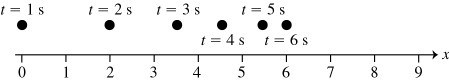 t = 1 s t = 2 s t = 3 s t = 5 s
t = 4 s t = 6 s
x
0 1 2 3 4 5 6 7 8 9